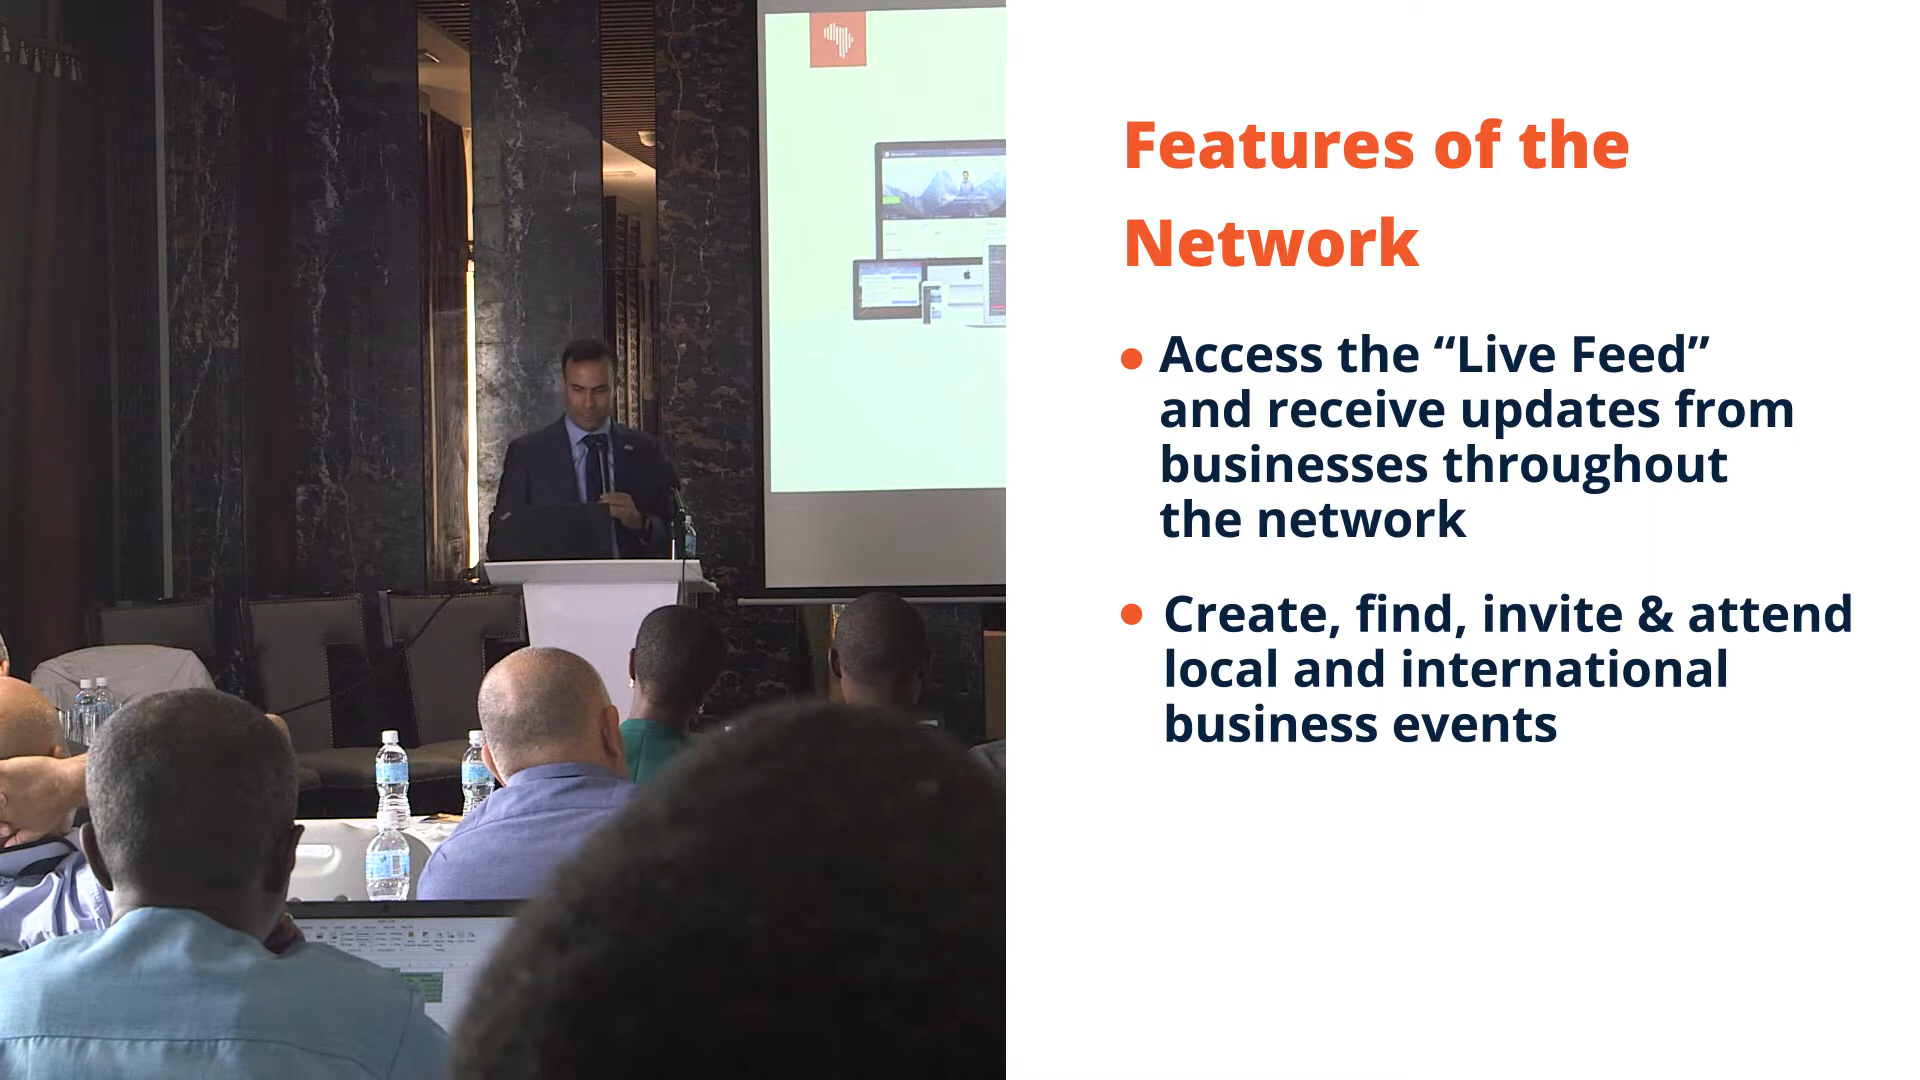 Features of the
Network
Access the “Live Feed”
and receive updates from
businesses throughout
the network
Create, find, invite & attend
local and international
business events